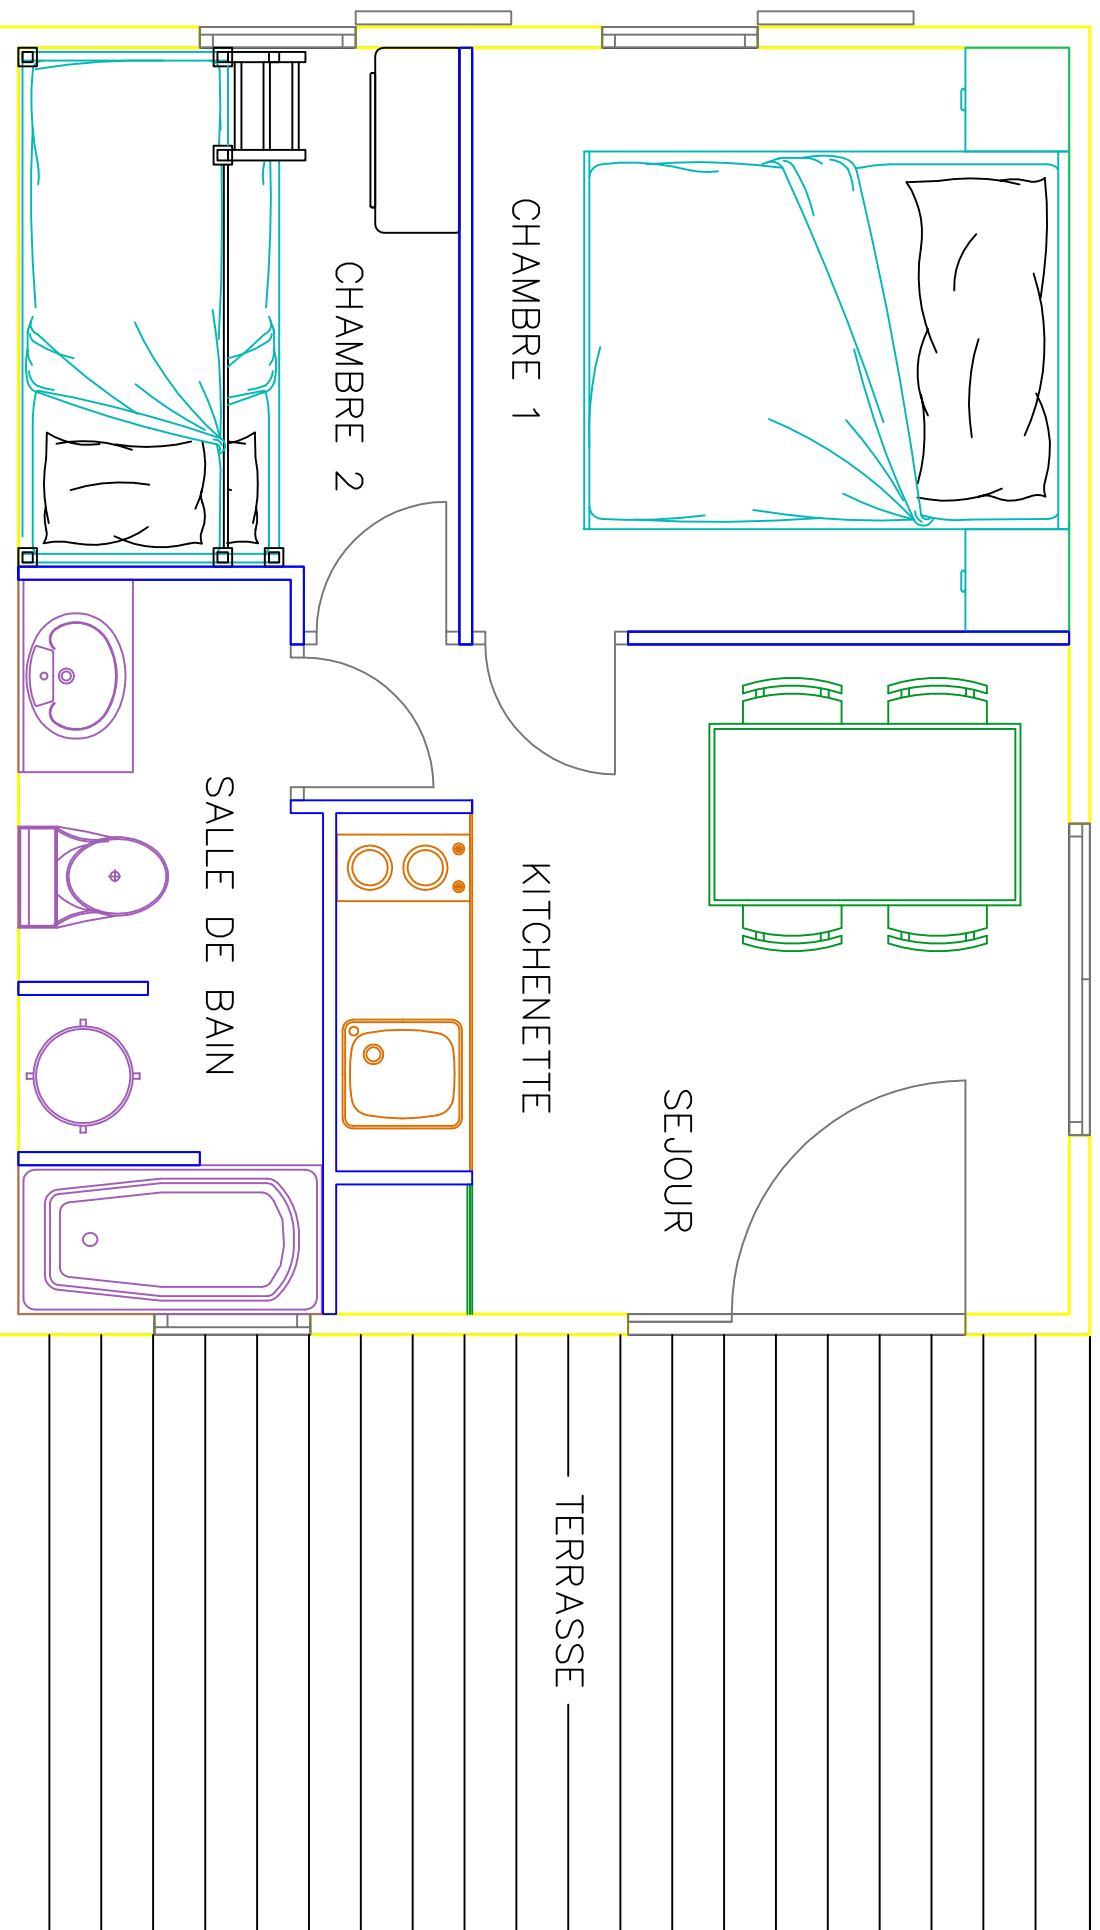 CHAMBRE 1
CHAMBRE 2
SALLE DE BAIN
KITCHENETTE
SEJOUR
TERRASSE